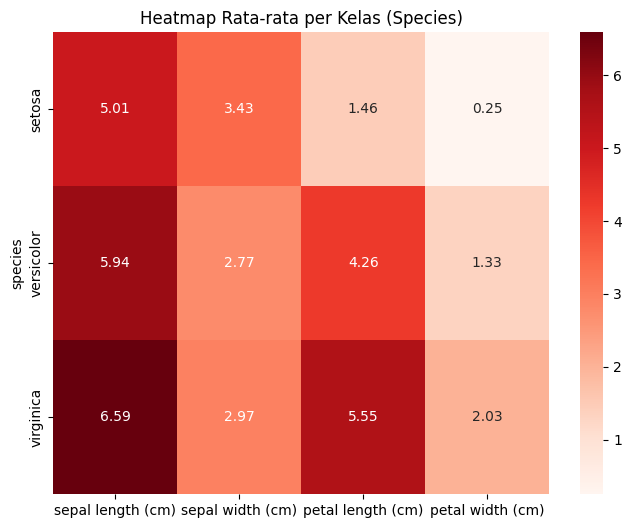 Heatmap Rata-rata per Kelas (Species)
species
setosa
5.01 3.43 1.46 0.25
versicolor
5.94 2.77 4.26 1.33
virginica
6.59 2.97 5.55 2.03
sepal length (cm) sepal width (cm) petal length (cm) petal width (cm)
6
5
4
3
2
1